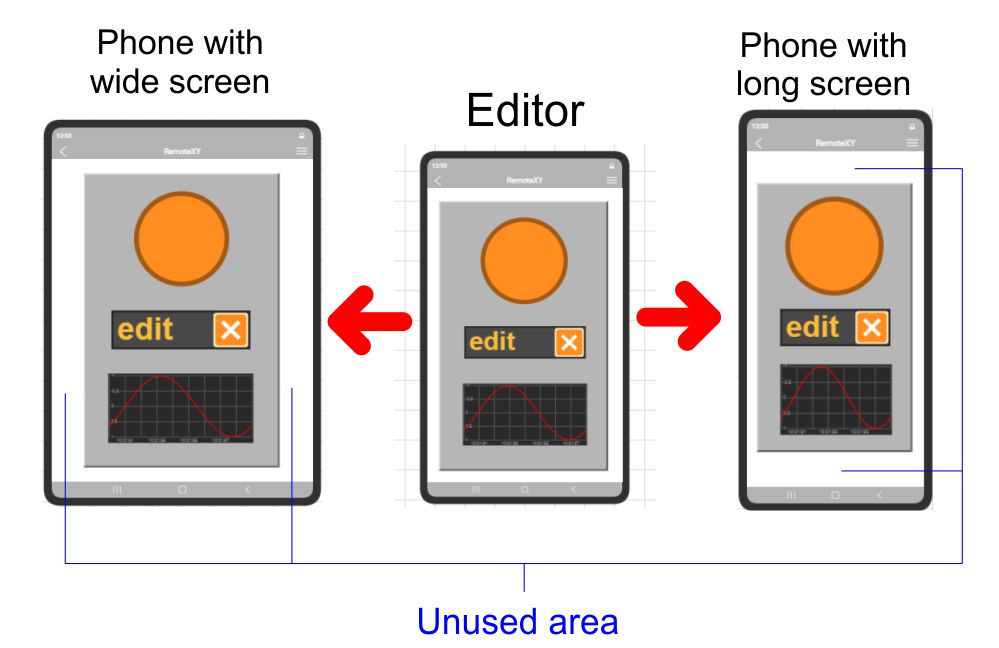 Phone with
wide screen
Editor
Phone with
long screen
12:30
RemoteXY
edit
12:30
RemoteXY
edit
12:30
RemoteXY
edit
Unused area